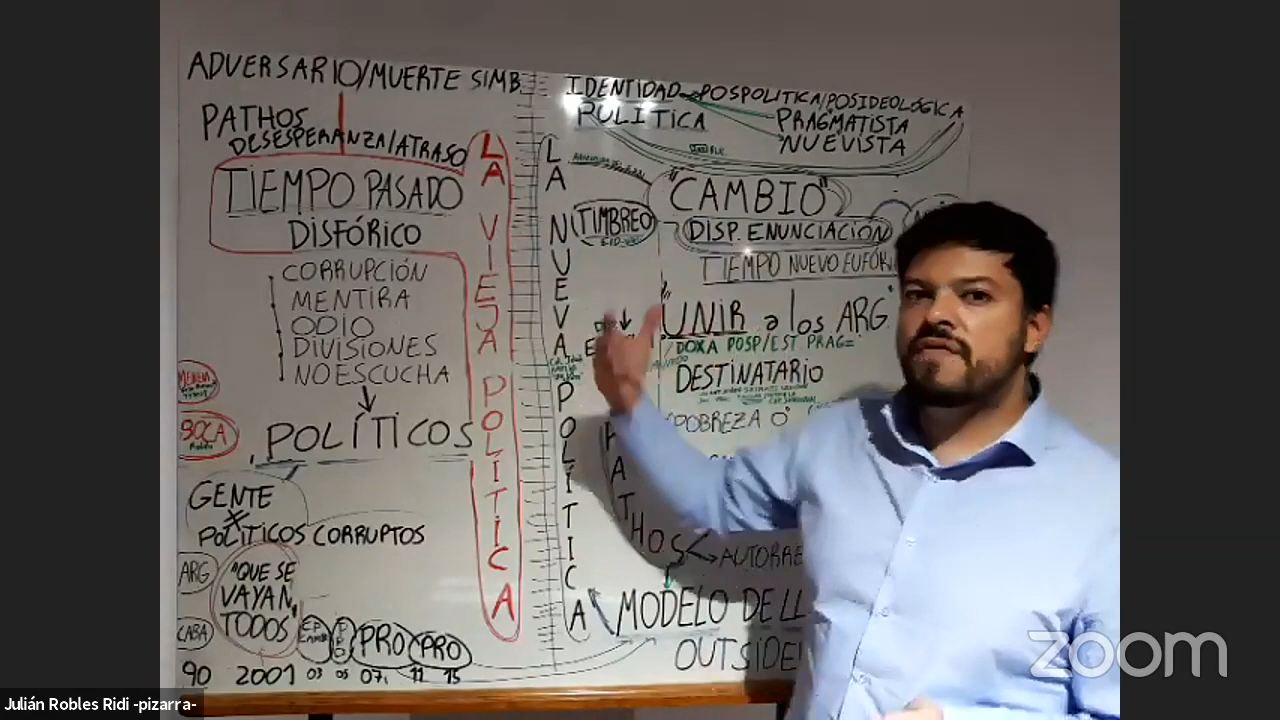 ADVERSARIO/MUERTE SIMB.
PATHOS
DESESPERANZA/ATRASO
TIEMPO PASADO
DISFÓRICO
CORRUPCIÓN
MENTIRA
ODIO
DIVISIONES
NO ESCUCHA
POLÍTICOS
GENTE
X
POLÍTICOS CORRUPTOS
MENEM
BOCA
ARG
"QUE SE
VAYAN
TODOS"
CABA
PRO
PRO
90 2001 03 05 07 11 15
LA VIEJA POLÍTICA
LA NUEVA POLÍTICA
IDENTIDAD POSPOLITICA/POSIDEOLÓGICA
POLÍTICA
PRAGMATISTA
NUEVISTA
"CAMBIO"
TIMBREO
DISP. ENUNCIACIÓN
TIEMPO NUEVO EUFÓRI
"UNIR a los ARG"
DOXA POSP/EST PRAG=
DESTINATARIO
POBREZA O'
PATHOS
AUTORRE
MODELO DE LL
OUTSIDE
zoom
Julián Robles Ridi -pizarra-